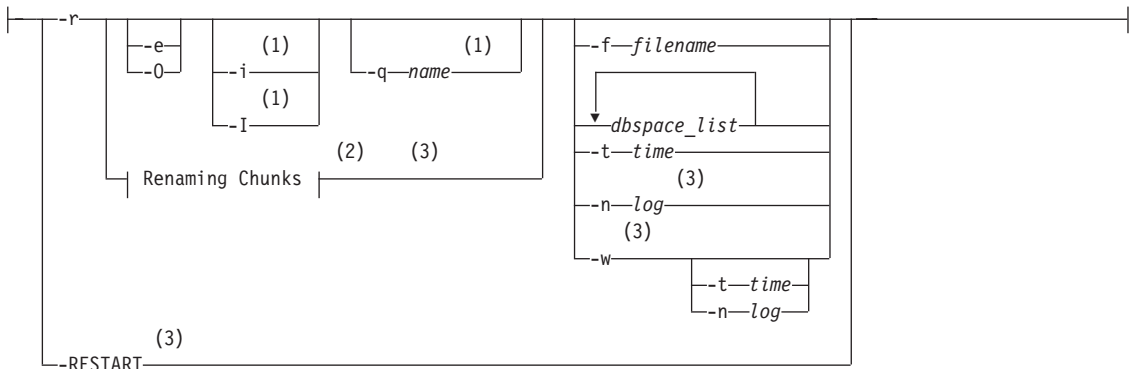 -r
-e
-O
(1)
-i
(1)
-I
(1)
-q name
(2) (3)
Renaming Chunks
-f filename
dbspace_list
-t time
(3)
-n log
(3)
-w
-t time
-n log
(3)
-RESTART